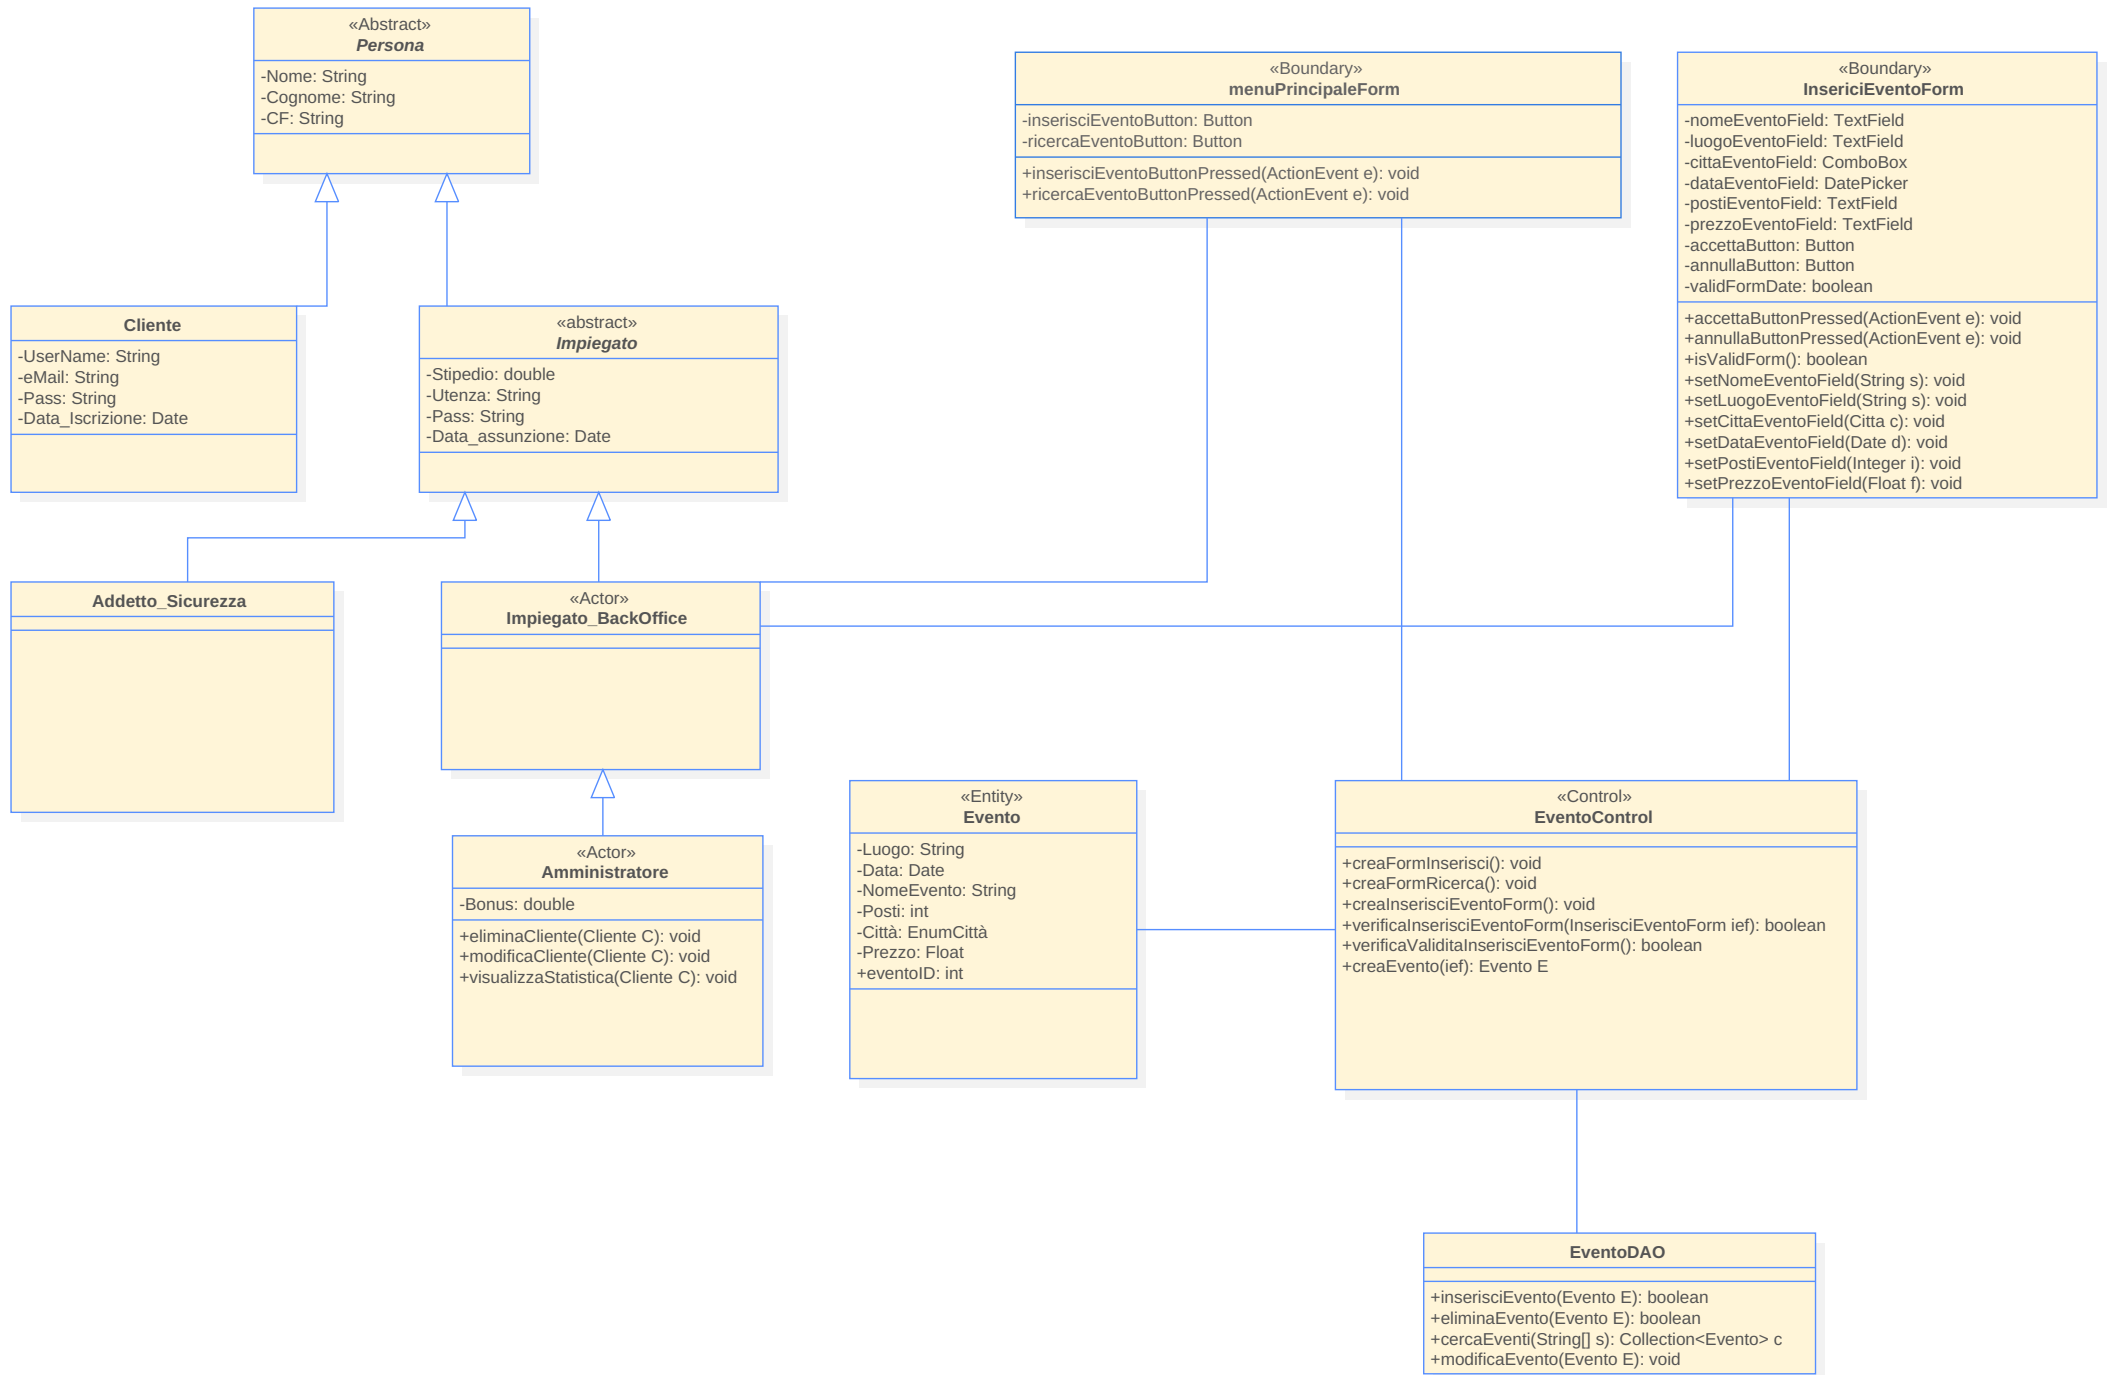 «Abstract»
Persona
-Nome: String
-Cognome: String
-CF: String
«Boundary»
menuPrincipaleForm
-inserisciEventoButton: Button
-ricercaEventoButton: Button
+inserisciEventoButtonPressed(ActionEvent e): void
+ricercaEventoButtonPressed(ActionEvent e): void
«Boundary»
InsericiEventoForm
-nomeEventoField: TextField
-luogoEventoField: TextField
-cittaEventoField: ComboBox
-dataEventoField: DatePicker
-postiEventoField: TextField
-prezzoEventoField: TextField
-accettaButton: Button
-annullaButton: Button
-validFormDate: boolean
+accettaButtonPressed(ActionEvent e): void
+annullaButtonPressed(ActionEvent e): void
+isValidForm(): boolean
+setNomeEventoField(String s): void
+setLuogoEventoField(String s): void
+setCittaEventoField(Citta c): void
+setDataEventoField(Date d): void
+setPostiEventoField(Integer i): void
+setPrezzoEventoField(Float f): void
Cliente
-UserName: String
-eMail: String
-Pass: String
-Data_Iscrizione: Date
«abstract»
Impiegato
-Stipedio: double
-Utenza: String
-Pass: String
-Data_assunzione: Date
Addetto_Sicurezza
«Actor»
Impiegato_BackOffice
«Actor»
Amministratore
-Bonus: double
+eliminaCliente(Cliente C): void
+modificaCliente(Cliente C): void
+visualizzaStatistica(Cliente C): void
«Entity»
Evento
-Luogo: String
-Data: Date
-NomeEvento: String
-Posti: int
-Città: EnumCittà
-Prezzo: Float
+eventoID: int
«Control»
EventoControl
+creaFormInserisci(): void
+creaFormRicerca(): void
+creaInserisciEventoForm(): void
+verificaInserisciEventoForm(InserisciEventoForm ief): boolean
+verificaValiditaInserisciEventoForm(): boolean
+creaEvento(ief): Evento E
EventoDAO
+inserisciEvento(Evento E): boolean
+eliminaEvento(Evento E): boolean
+cercaEventi(String[] s): Collection<Evento> c
+modificaEvento(Evento E): void